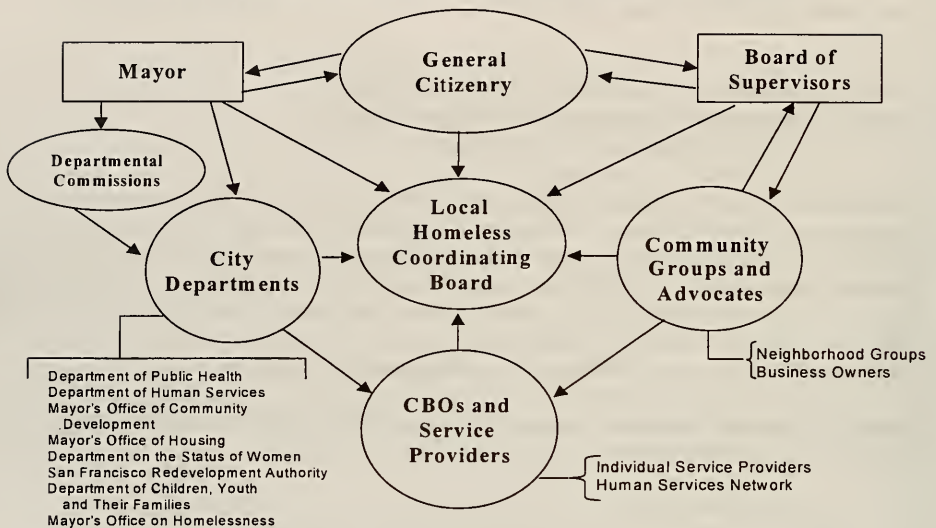 Mayor
General
Citizenry
Board of
Supervisors
Departmental
Commissions
City
Departments
Local
Homeless
Coordinating
Board
Community
Groups and
Advocates
Neighborhood Groups
Business Owners
Department of Public Health
Department of Human Services
Mayor's Office of Community
Development
Mayor's Office of Housing
Department on the Status of Women
San Francisco Redevelopment Authority
Department of Children, Youth
and Their Families
Mayor's Office on Homelessness
CBOs and
Service
Providers
Individual Service Providers
Human Services Network